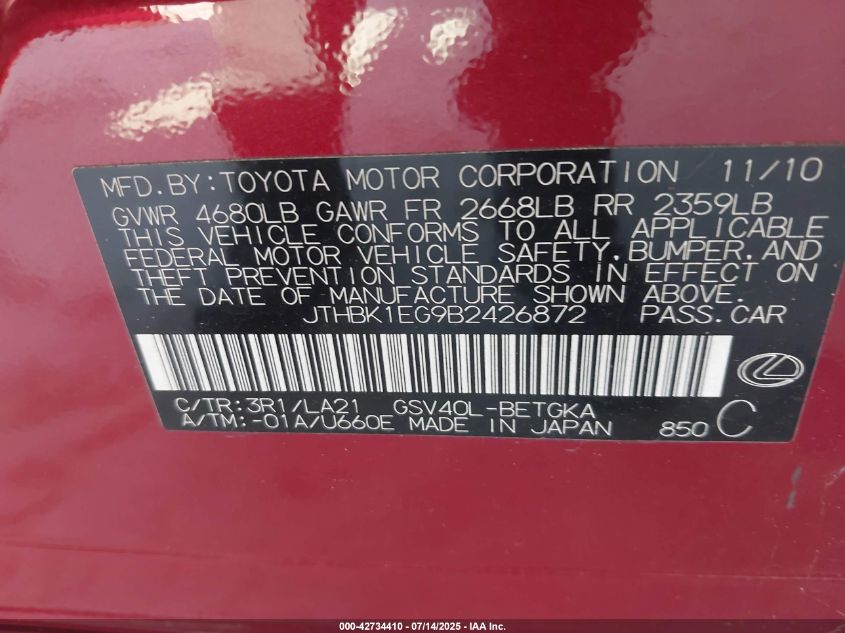 MFD.BY:TOYOTA MOTOR CORPORATION 11/10
GVWR 4680LB GAWR FR 2668LB RR 2359LB
THIS VEHICLE CONFORMS TO ALL APPLICABLE
FEDERAL MOTOR VEHICLE SAFETY,BUMPER,AND
THEFT PREVENTION STANDARDS IN EFFECT ON
THE DATE OF MANUFACTURE SHOWN ABOVE.
JTHBK1EG9B2426872 PASS.CAR
C/TR:3R1/LA21 GSV40L-BETGKA
A/TM:-01A/U660E MADE IN JAPAN 850 C
000-42734410 - 07/14/2025 - IAA Inc.